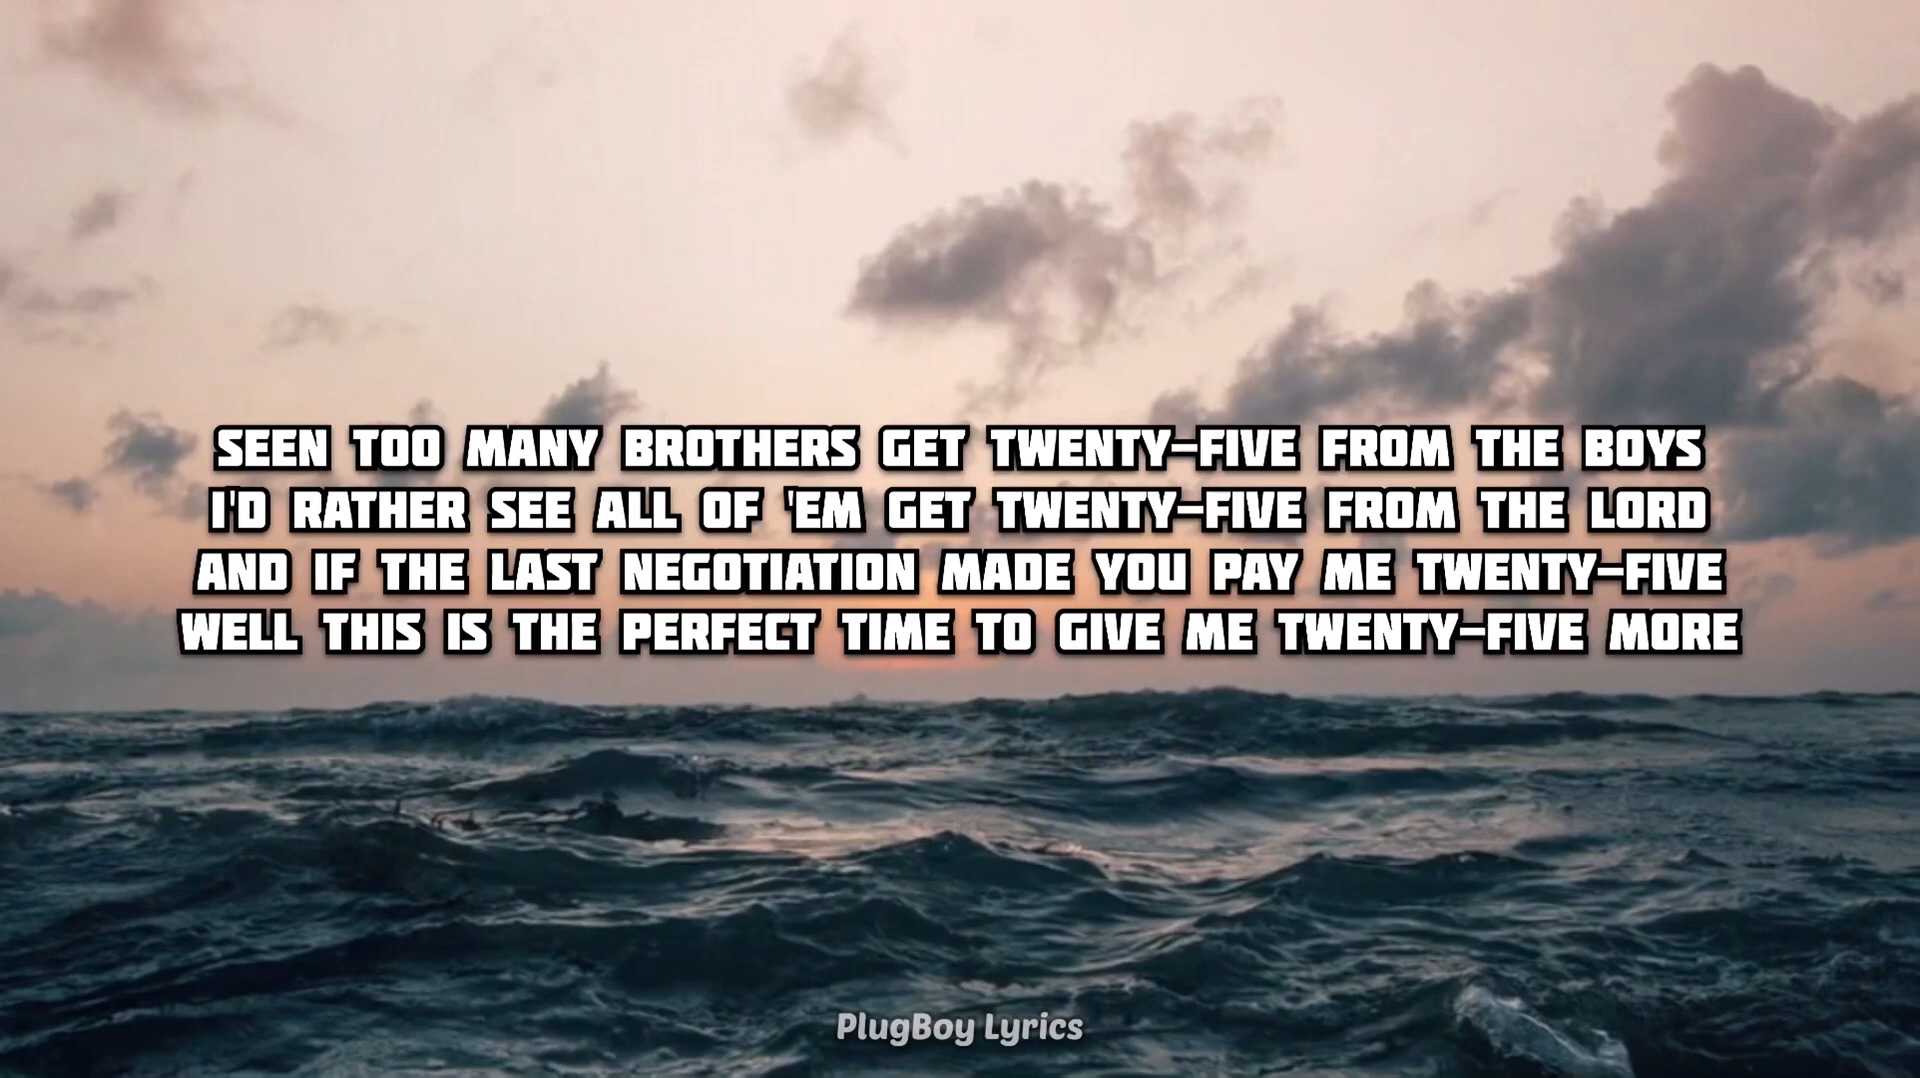 SEEN TOO MANY BROTHERS GET TWENTY-FIVE FROM THE BOYS
I'D RATHER SEE ALL OF 'EM GET TWENTY-FIVE FROM THE LORD
AND IF THE LAST NEGOTIATION MADE YOU PAY ME TWENTY-FIVE
WELL THIS IS THE PERFECT TIME TO GIVE ME TWENTY-FIVE MORE
PlugBoy Lyrics